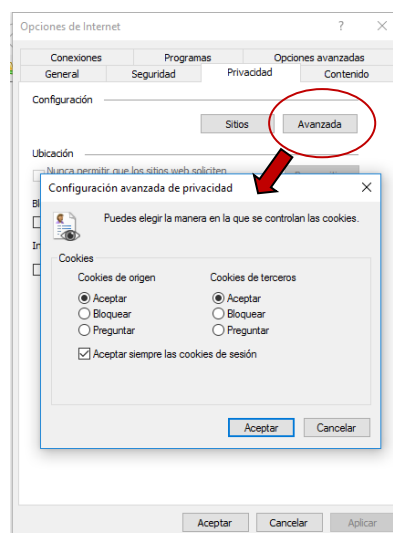 Opciones de Internet ?
Conexiones Programas Opciones avanzadas
General Seguridad Privacidad Contenido
Configuración
Sitios Avanzada
Ubicación
Nunca permitir que los sitios web soliciten
Configuración avanzada de privacidad
Puedes elegir la manera en la que se controlan las cookies.
Bl
In
Cookies
Cookies de origen Cookies de terceros
Aceptar Aceptar
Bloquear Bloquear
Preguntar Preguntar
Aceptar siempre las cookies de sesión
Aceptar Cancelar
Aceptar Cancelar Aplicar